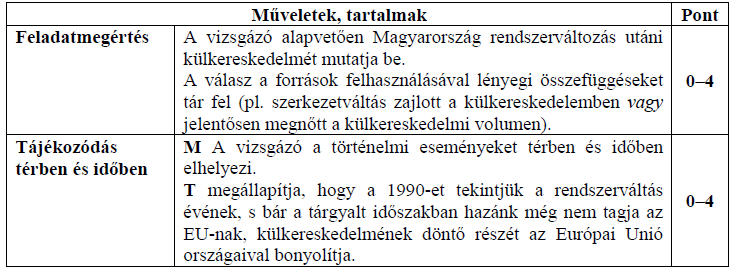 Műveletek, tartalmak Pont
Feladatmegértés A vizsgázó alapvetően Magyarország rendszerváltozás utáni
külkereskedelmét mutatja be.
A válasz a források felhasználásával lényegi összefüggéseket
tár fel (pl. szerkezetváltás zajlott a külkereskedelemben vagy
jelentősen megnőtt a külkereskedelmi volumen).
0–4
Tájékozódás
térben és időben
M A vizsgázó a történelmi eseményeket térben és időben
elhelyezi.
T megállapítja, hogy a 1990-et tekintjük a rendszerváltás
évének, s bár a tárgyalt időszakban hazánk még nem tagja az
EU-nak, külkereskedelmének döntő részét az Európai Unió
országaival bonyolítja.
0–4